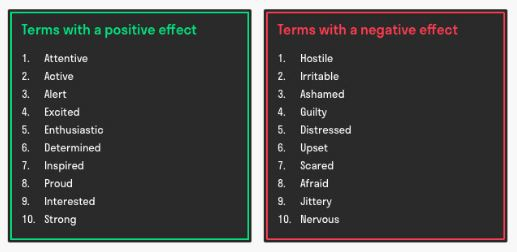 Terms with a positive effect
1. Attentive
2. Active
3. Alert
4. Excited
5. Enthusiastic
6. Determined
7. Inspired
8. Proud
9. Interested
10. Strong
Terms with a negative effect
1. Hostile
2. Irritable
3. Ashamed
4. Guilty
5. Distressed
6. Upset
7. Scared
8. Afraid
9. Jittery
10. Nervous